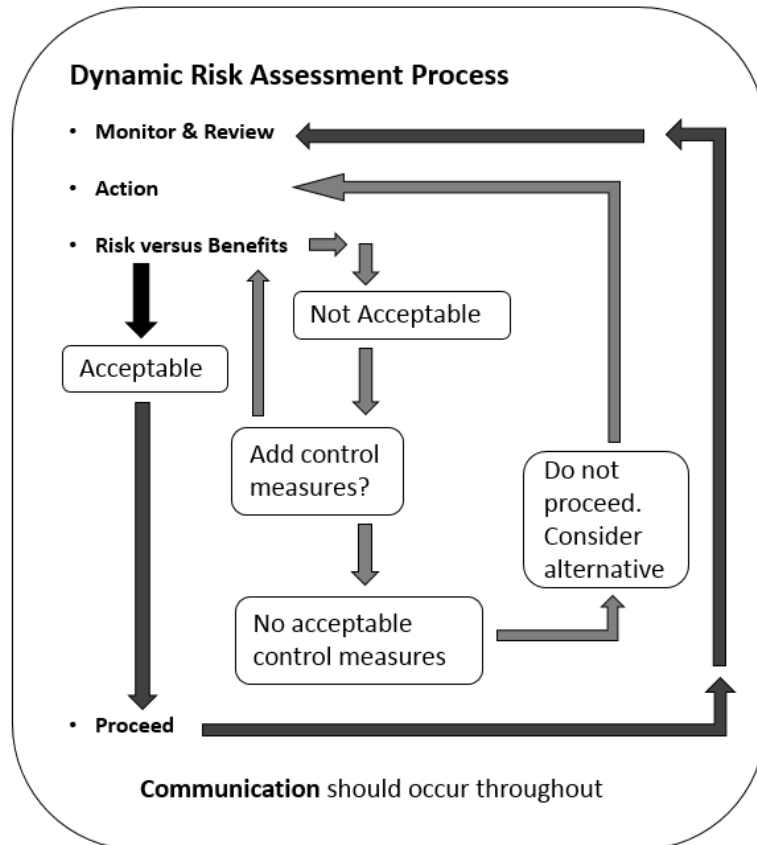 Dynamic Risk Assessment Process
• Monitor & Review
• Action
• Risk versus Benefits
Not Acceptable
Acceptable
Add control
measures?
Do not
proceed.
Consider
alternative
No acceptable
control measures
• Proceed
Communication should occur throughout